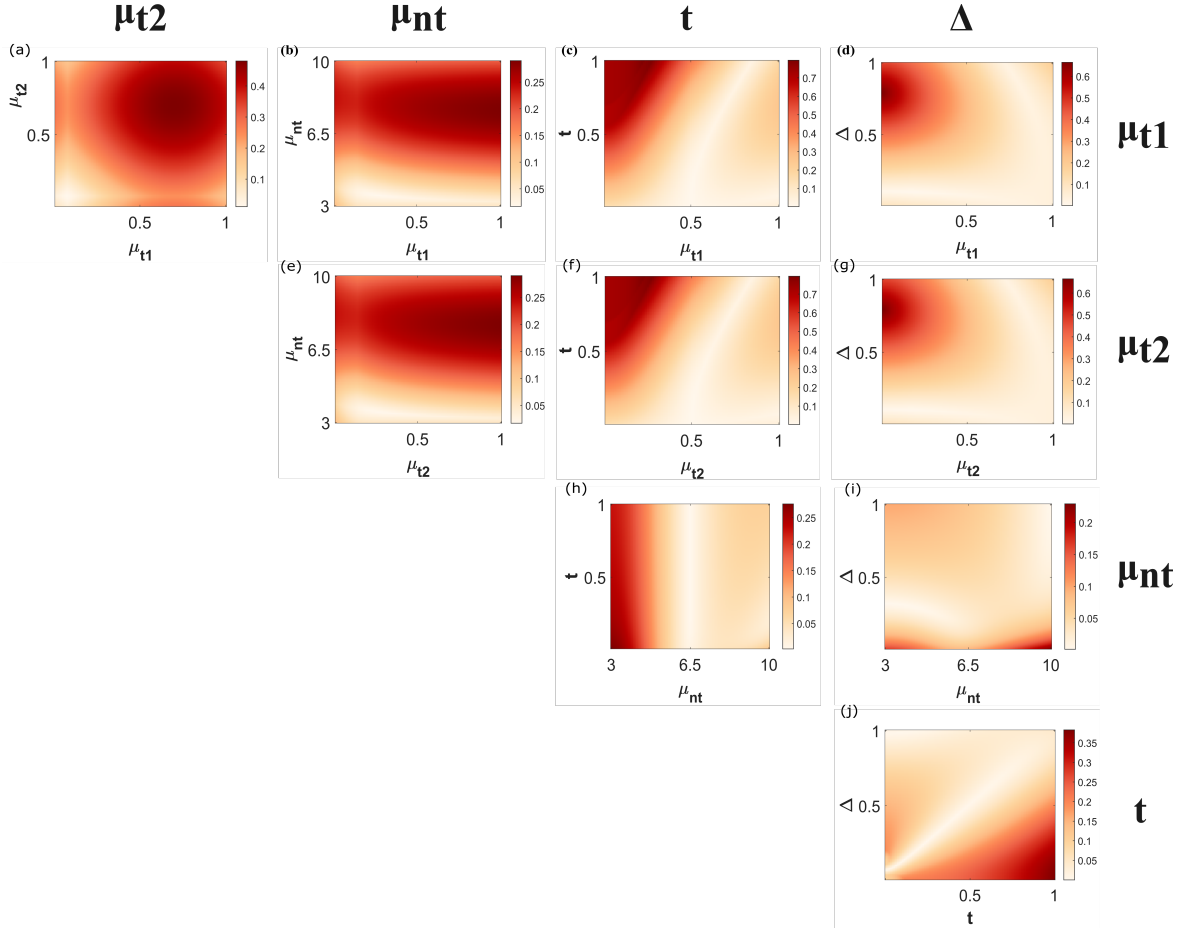 μt2 μnt t Δ
(a) (b) (c) (d)
1 0.5 μt2 0.5 1 μt1 0.4 0.3 0.2 0.1
10 6.5 3 μnt 0.5 1 μt1 0.25 0.2 0.15 0.1 0.05
1 0.5 t 0.5 1 μt1 0.7 0.6 0.5 0.4 0.3 0.2 0.1
1 0.5 Δ 0.5 1 μt1 0.6 0.5 0.4 0.3 0.2 0.1
μt1
(e) (f) (g)
10 6.5 3 μnt 0.5 1 μt2 0.25 0.2 0.15 0.1 0.05
1 0.5 t 0.5 1 μt2 0.7 0.6 0.5 0.4 0.3 0.2 0.1
1 0.5 Δ 0.5 1 μt2 0.6 0.5 0.4 0.3 0.2 0.1
μt2
(h) (i)
1 0.5 t 3 6.5 10 μnt 0.25 0.2 0.15 0.1 0.05
1 0.5 Δ 3 6.5 10 μnt 0.2 0.15 0.1 0.05
μnt
(j)
1 0.5 Δ 0.5 1 t 0.35 0.3 0.25 0.2 0.15 0.1 0.05 0.00
t